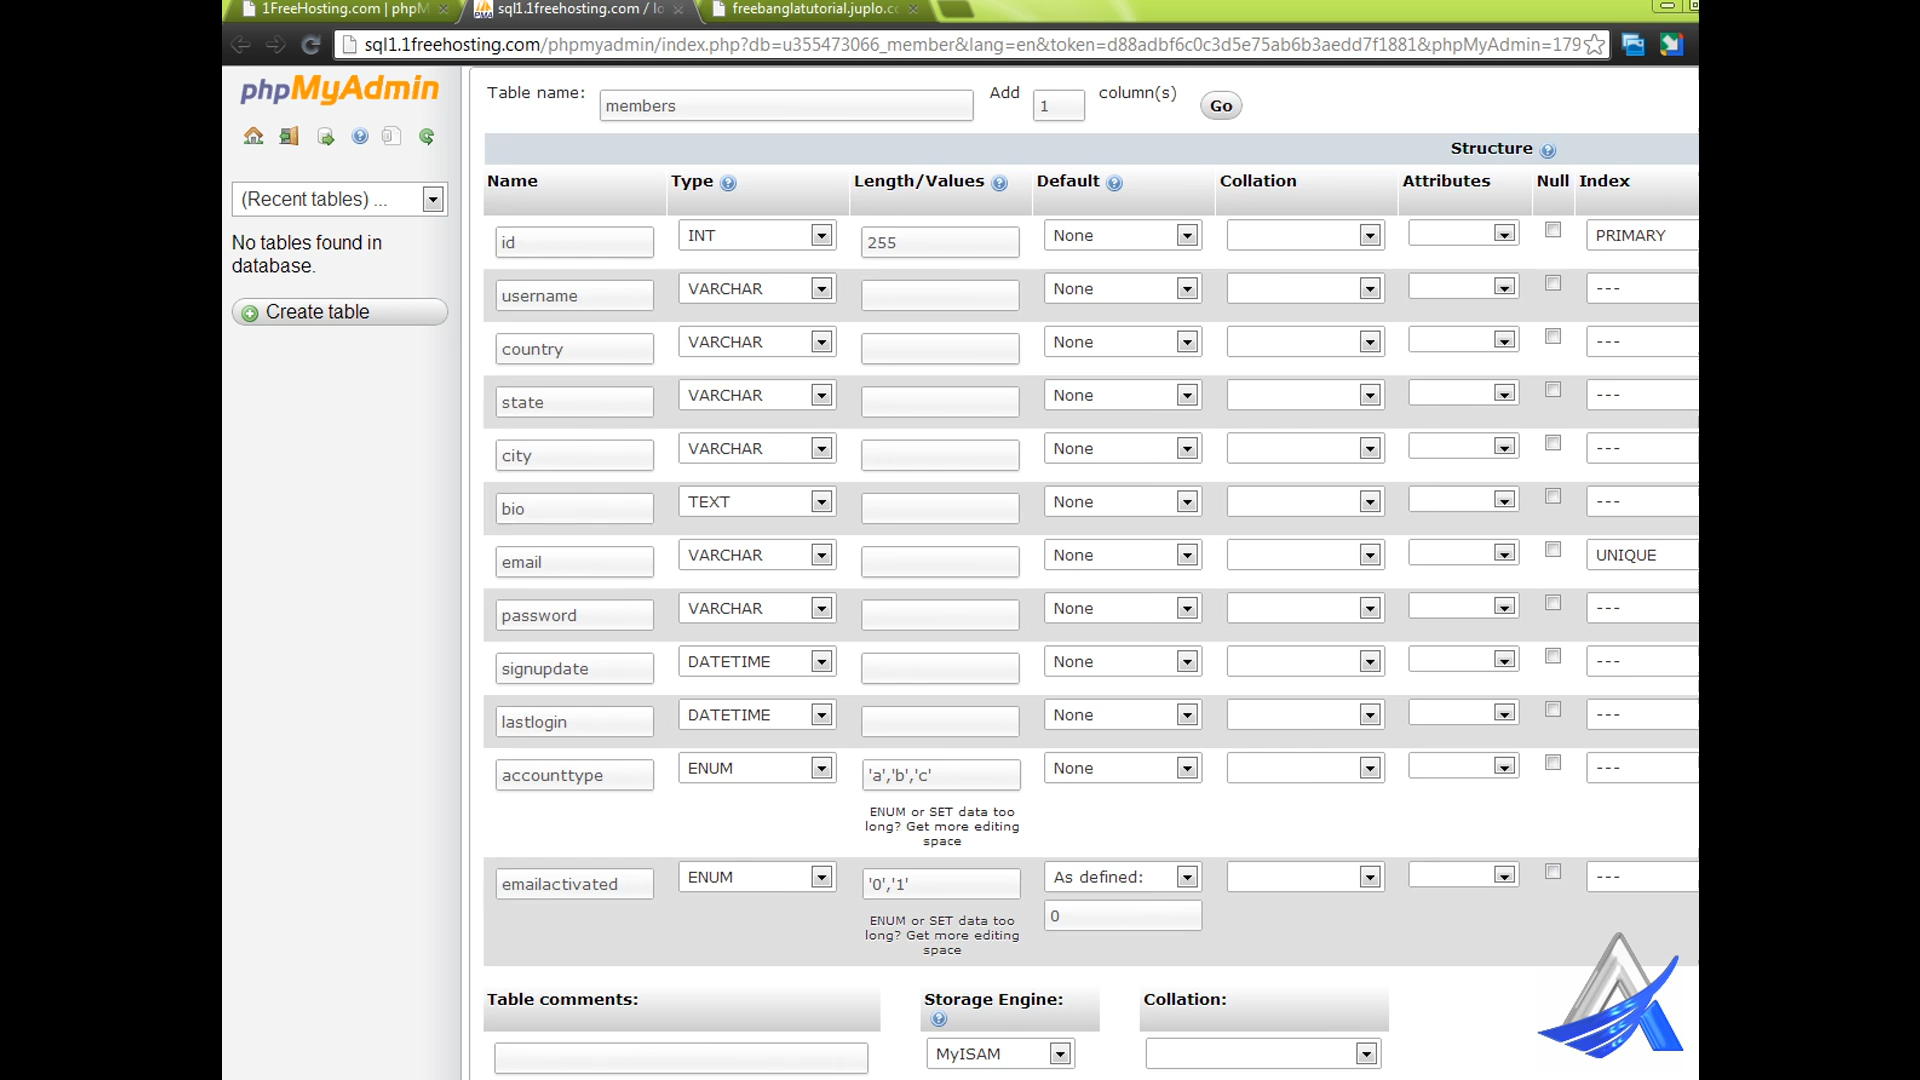 1FreeHosting.com | phpM
sql1.1freehosting.com / lo
freebanglatutorial.juplo.co
sql1.1freehosting.com/phpmyadmin/index.php?db=u355473066_member&lang=en&token=d88adbf6c0c3d5e75ab6b3aedd7f1881&phpMyAdmin=179
phpMyAdmin
(Recent tables) ...
No tables found in
database.
Create table
Table name: members Add 1 column(s) Go
Structure
Name Type Length/Values Default Collation Attributes Null Index
id INT 255 None PRIMARY
username VARCHAR None ---
country VARCHAR None ---
state VARCHAR None ---
city VARCHAR None ---
bio TEXT None ---
email VARCHAR None UNIQUE
password VARCHAR None ---
signupdate DATETIME None ---
lastlogin DATETIME None ---
accounttype ENUM 'a','b','c' None ---
ENUM or SET data too
long? Get more editing
space
emailactivated ENUM '0','1' As defined: ---
0
ENUM or SET data too
long? Get more editing
space
Table comments: Storage Engine: Collation:
MyISAM